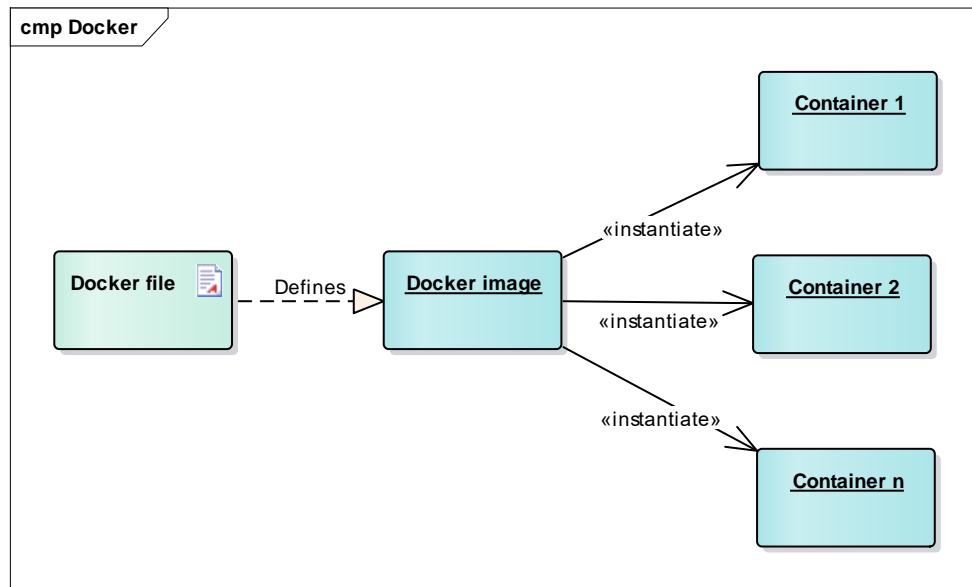 cmp Docker
Container 1
«instantiate»
Docker file
Defines
Docker image
Container 2
«instantiate»
«instantiate»
Container n